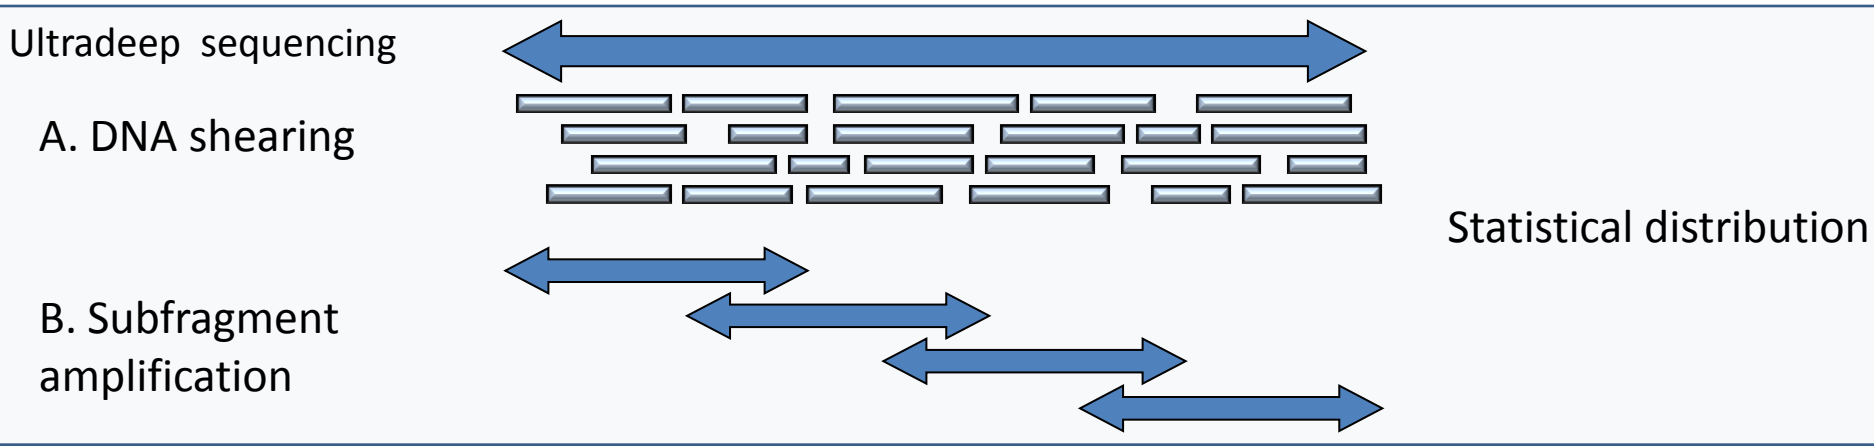 Ultradeep sequencing
A. DNA shearing
Statistical distribution
B. Subfragment
amplification